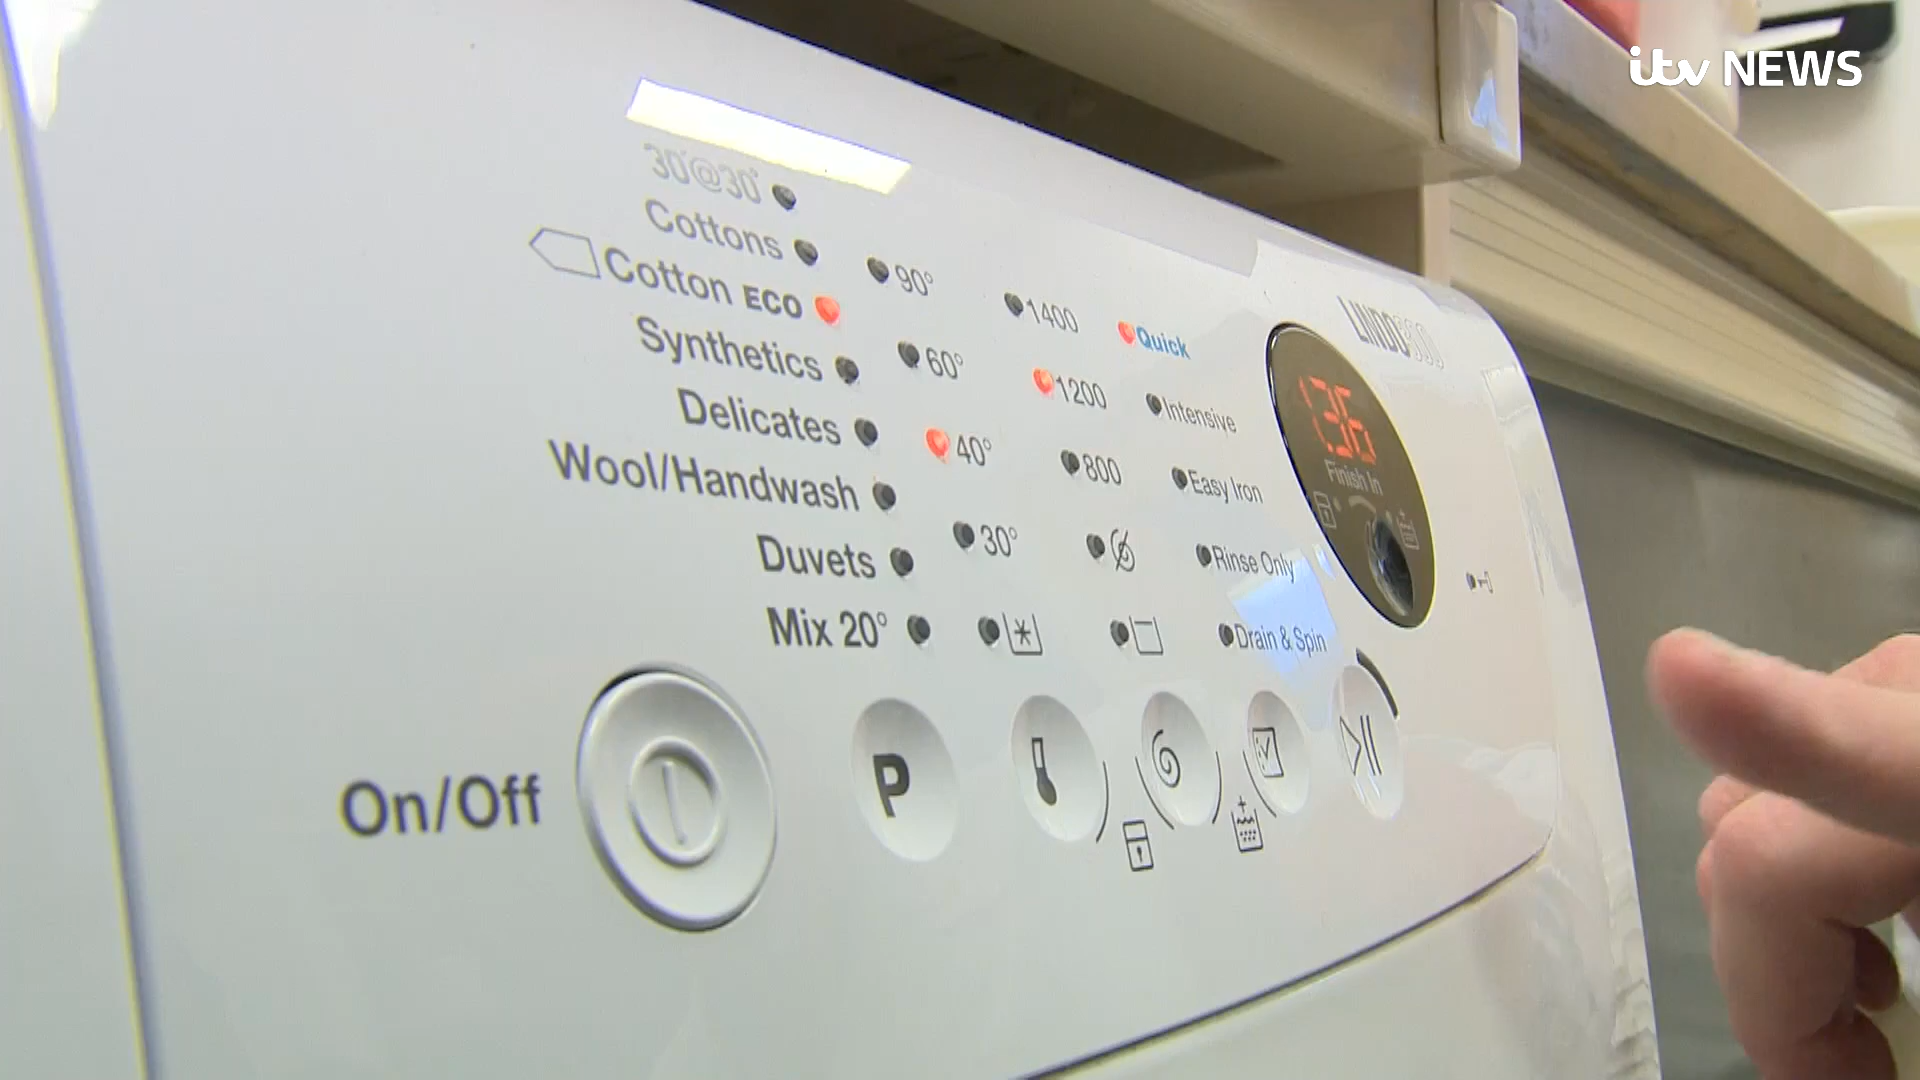 itv NEWS
30'@30°
Cottons
Cotton ECO
Synthetics
Delicates
Wool/Handwash
Duvets
Mix 20°
90°
60°
40°
30°
1400
1200
800
Quick
Intensive
Easy Iron
Rinse Only
Drain & Spin
LINDO300
1:36
Finish In
On/Off
P